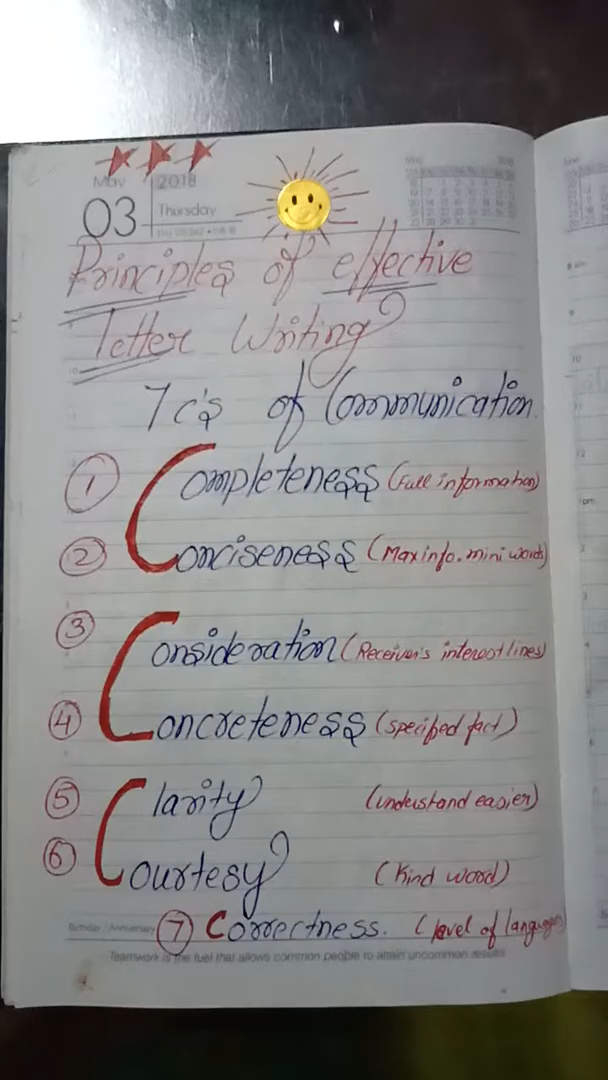 May 2018
03 Thursday
Principles of effective
letter Writing
7 c's of Communication.
1 Completeness (Full information)
2 Conciseness (Max info. mini words)
3 Consideration (Receiver's interest lines)
4 Concreteness (specified fact)
5 Clarity (understand easier)
6 Courtesy (Kind word)
Birthday / Anniversary 7 Correctness. (level of language)
Teamwork is the fuel that allows common people to attain uncommon results